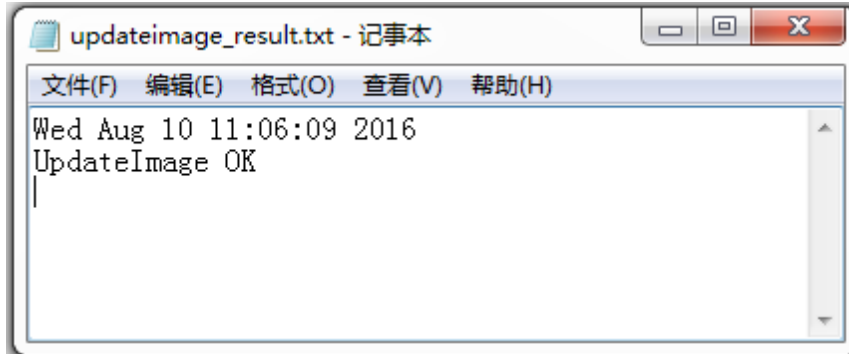 updateimage_result.txt - 记事本
文件(F) 编辑(E) 格式(O) 查看(V) 帮助(H)
Wed Aug 10 11:06:09 2016
UpdateImage OK